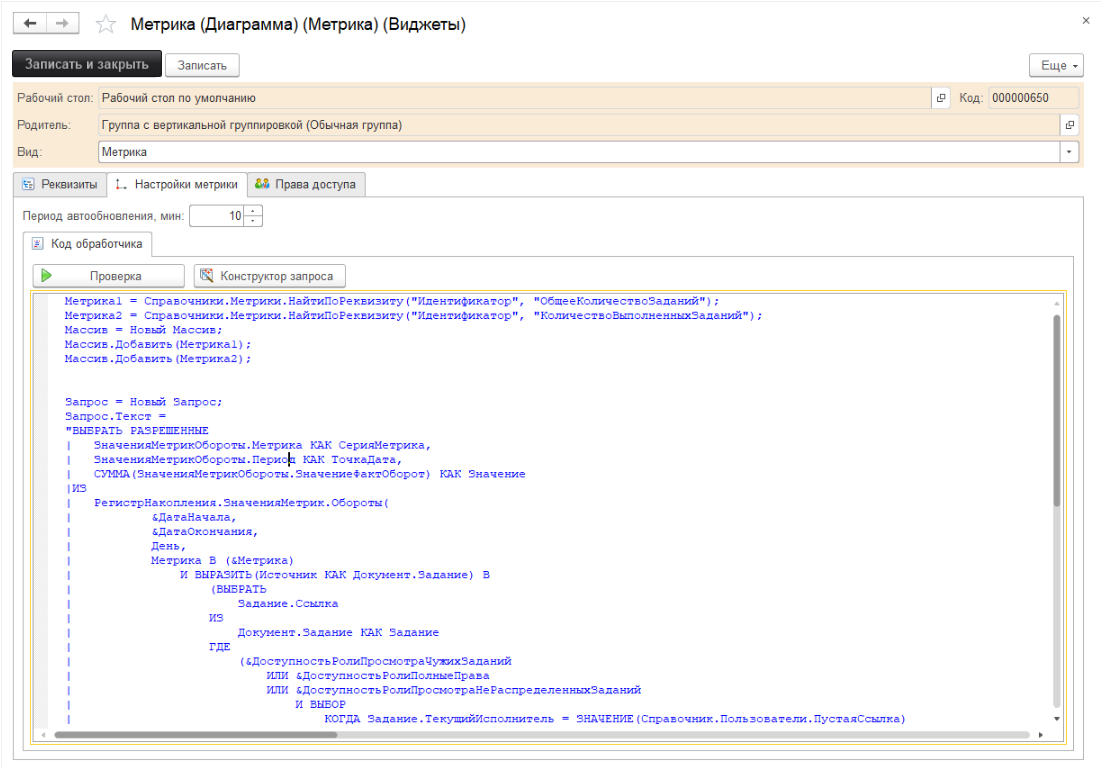 Метрика (Диаграмма) (Метрика) (Виджеты)
Записать и закрыть Записать Еще
Рабочий стол: Рабочий стол по умолчанию Код: 000000650
Родитель: Группа с вертикальной группировкой (Обычная группа)
Вид: Метрика
Реквизиты Настройки метрики Права доступа
Период автообновления, мин: 10
Код обработчика
Проверка Конструктор запроса
Метрика1 = Справочники.Метрики.НайтиПоРеквизиту("Идентификатор", "ОбщееКоличествоЗаданий");
Метрика2 = Справочники.Метрики.НайтиПоРеквизиту("Идентификатор", "КоличествоВыполненныхЗаданий");
Массив = Новый Массив;
Массив.Добавить(Метрика1);
Массив.Добавить(Метрика2);
Запрос = Новый Запрос;
Запрос.Текст =
"ВЫБРАТЬ РАЗРЕШЕННЫЕ
| ЗначенияМетрикОбороты.Метрика КАК СерияМетрика,
| ЗначенияМетрикОбороты.Период КАК ТочкаДата,
| СУММА(ЗначенияМетрикОбороты.ЗначениеФактОборот) КАК Значение
|ИЗ
| РегистрНакопления.ЗначенияМетрик.Обороты(
| &ДатаНачала,
| &ДатаОкончания,
| День,
| Метрика В (&Метрика)
| И ВЫРАЗИТЬ(Источник КАК Документ.Задание) В
| (ВЫБРАТЬ
| Задание.Ссылка
| ИЗ
| Документ.Задание КАК Задание
| ГДЕ
| (&ДоступностьРолиПросмотраЧужихЗаданий
| ИЛИ &ДоступностьРолиПолныеПрава
| ИЛИ &ДоступностьРолиПросмотраНеРаспределенныхЗаданий
| И ВЫБОР
| КОГДА Задание.ТекущийИсполнитель = ЗНАЧЕНИЕ(Справочник.Пользователи.ПустаяСсылка)